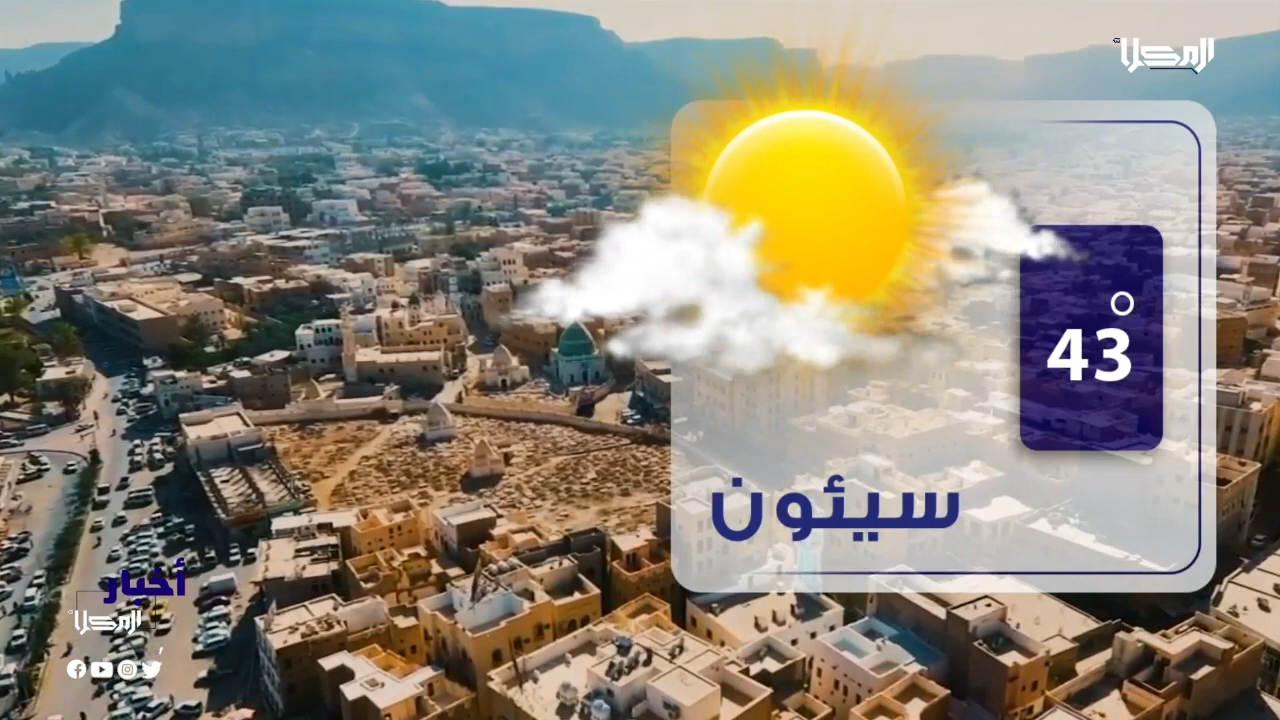 المكلا
°
43
سيئون
أخبار
المكلا